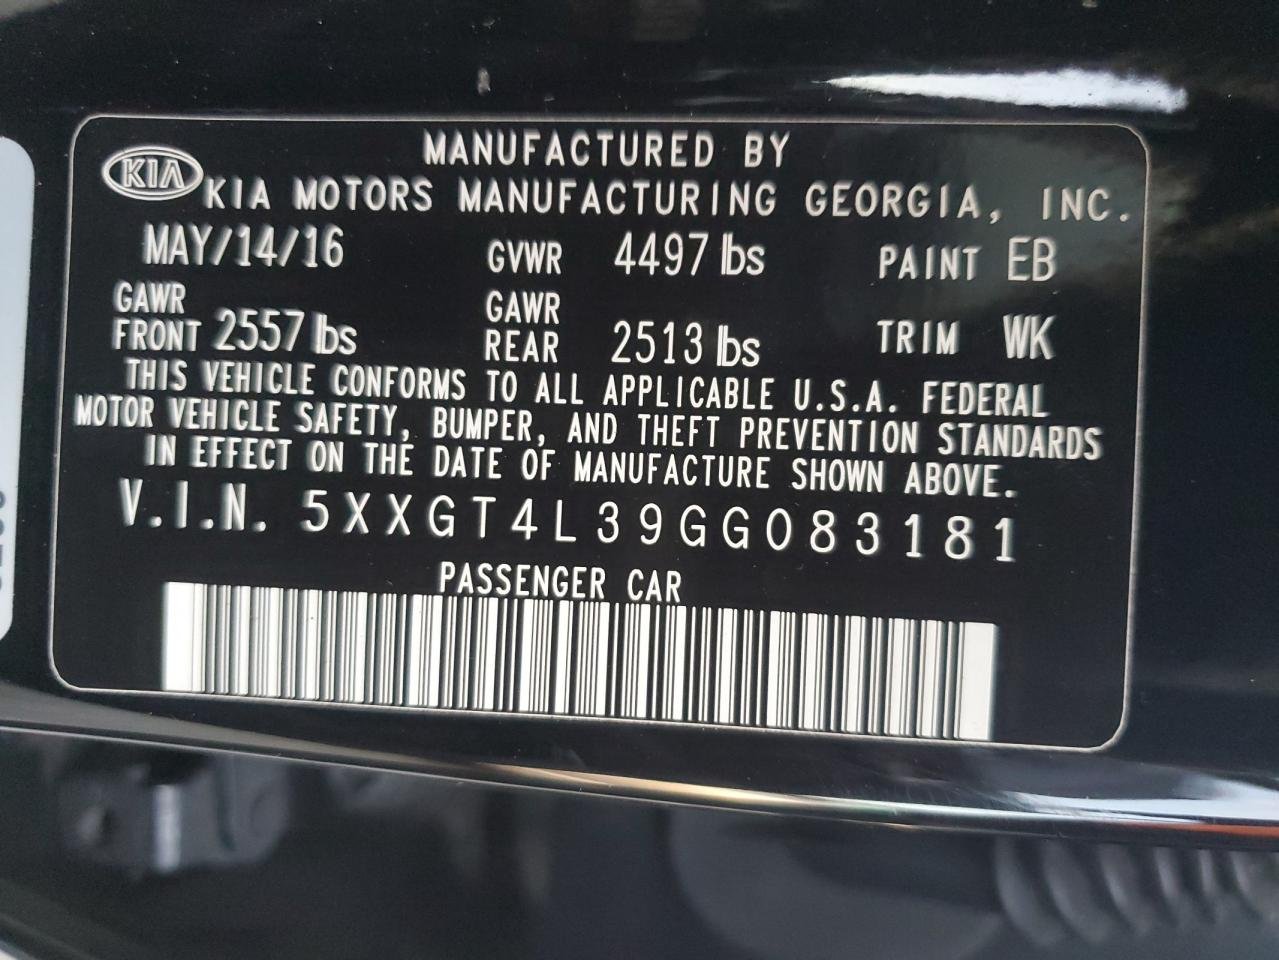 MANUFACTURED BY
KIA KIA MOTORS MANUFACTURING GEORGIA, INC.
MAY/14/16 GVWR 4497 lbs PAINT EB
GAWR FRONT 2557 lbs GAWR REAR 2513 lbs TRIM WK
THIS VEHICLE CONFORMS TO ALL APPLICABLE U.S.A. FEDERAL
MOTOR VEHICLE SAFETY, BUMPER, AND THEFT PREVENTION STANDARDS
IN EFFECT ON THE DATE OF MANUFACTURE SHOWN ABOVE.
V.I.N. 5XXGT4L39GG083181
PASSENGER CAR